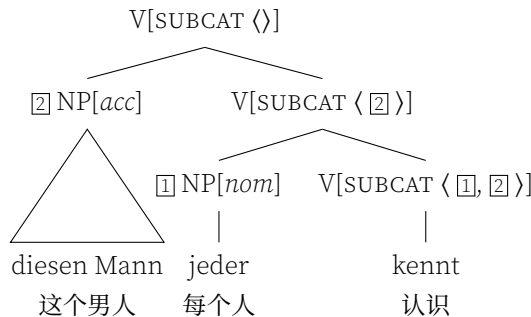 V[SUBCAT ⟨⟩]
2 NP[acc] V[SUBCAT ⟨ 2 ⟩]
1 NP[nom] V[SUBCAT ⟨ 1, 2 ⟩]
diesen Mann jeder kennt
这个男人 每个人 认识